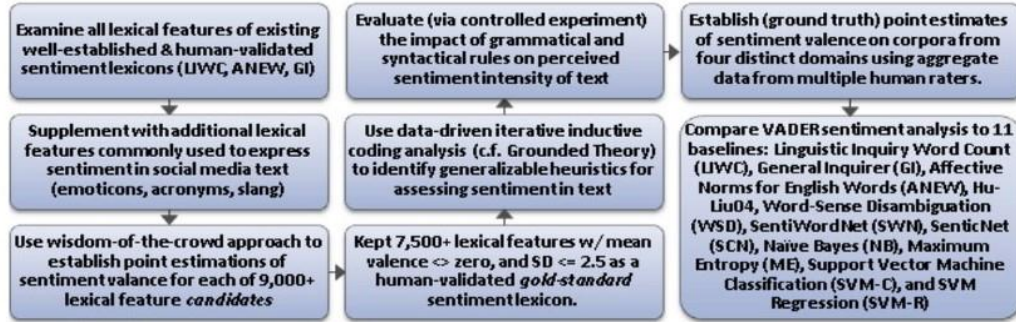 Examine all lexical features of existing
well-established & human-validated
sentiment lexicons (LIWC, ANEW, GI)
Supplement with additional lexical
features commonly used to express
sentiment in social media text
(emoticons, acronyms, slang)
Use wisdom-of-the-crowd approach to
establish point estimations of
sentiment valance for each of 9,000+
lexical feature candidates
Kept 7,500+ lexical features w/ mean
valence <> zero, and SD <= 2.5 as a
human-validated gold-standard
sentiment lexicon.
Use data-driven iterative inductive
coding analysis (c.f. Grounded Theory)
to identify generalizable heuristics for
assessing sentiment in text
Evaluate (via controlled experiment)
the impact of grammatical and
syntactical rules on perceived
sentiment intensity of text
Establish (ground truth) point estimates
of sentiment valence on corpora from
four distinct domains using aggregate
data from multiple human raters.
Compare VADER sentiment analysis to 11
baselines: Linguistic Inquiry Word Count
(LIWC), General Inquirer (GI), Affective
Norms for English Words (ANEW), Hu-
Liu04, Word-Sense Disambiguation
(WSD), SentiWordNet (SWN), SenticNet
(SCN), Naïve Bayes (NB), Maximum
Entropy (ME), Support Vector Machine
Classification (SVM-C), and SVM
Regression (SVM-R)